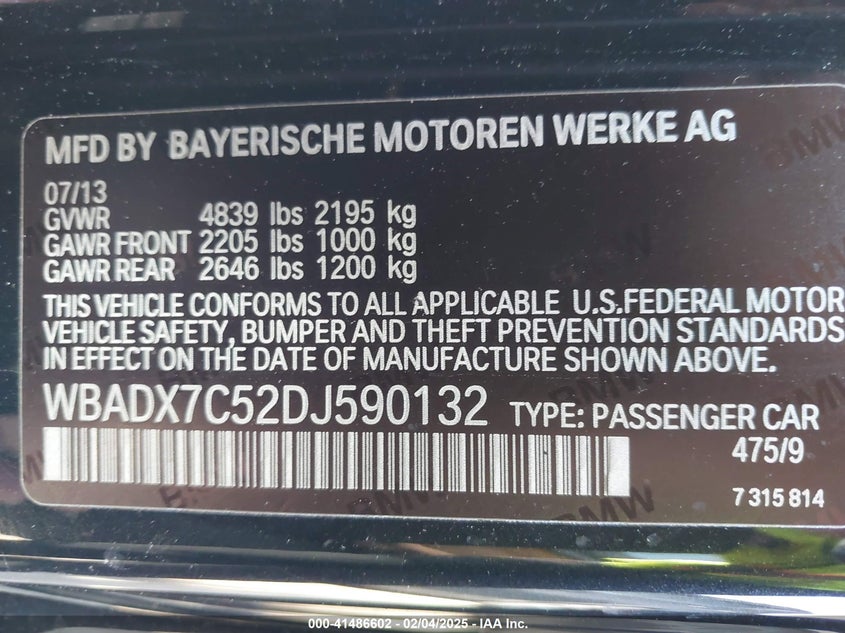 MFD BY BAYERISCHE MOTOREN WERKE AG
07/13
GVWR 4839 lbs 2195 kg
GAWR FRONT 2205 lbs 1000 kg
GAWR REAR 2646 lbs 1200 kg
THIS VEHICLE CONFORMS TO ALL APPLICABLE U.S.FEDERAL MOTOR
VEHICLE SAFETY, BUMPER AND THEFT PREVENTION STANDARDS
IN EFFECT ON THE DATE OF MANUFACTURE SHOWN ABOVE.
WBADX7C52DJ590132 TYPE: PASSENGER CAR
475/9
7 315 814
BMW
BMW
BMW
000-41486602 - 02/04/2025 - IAA Inc.